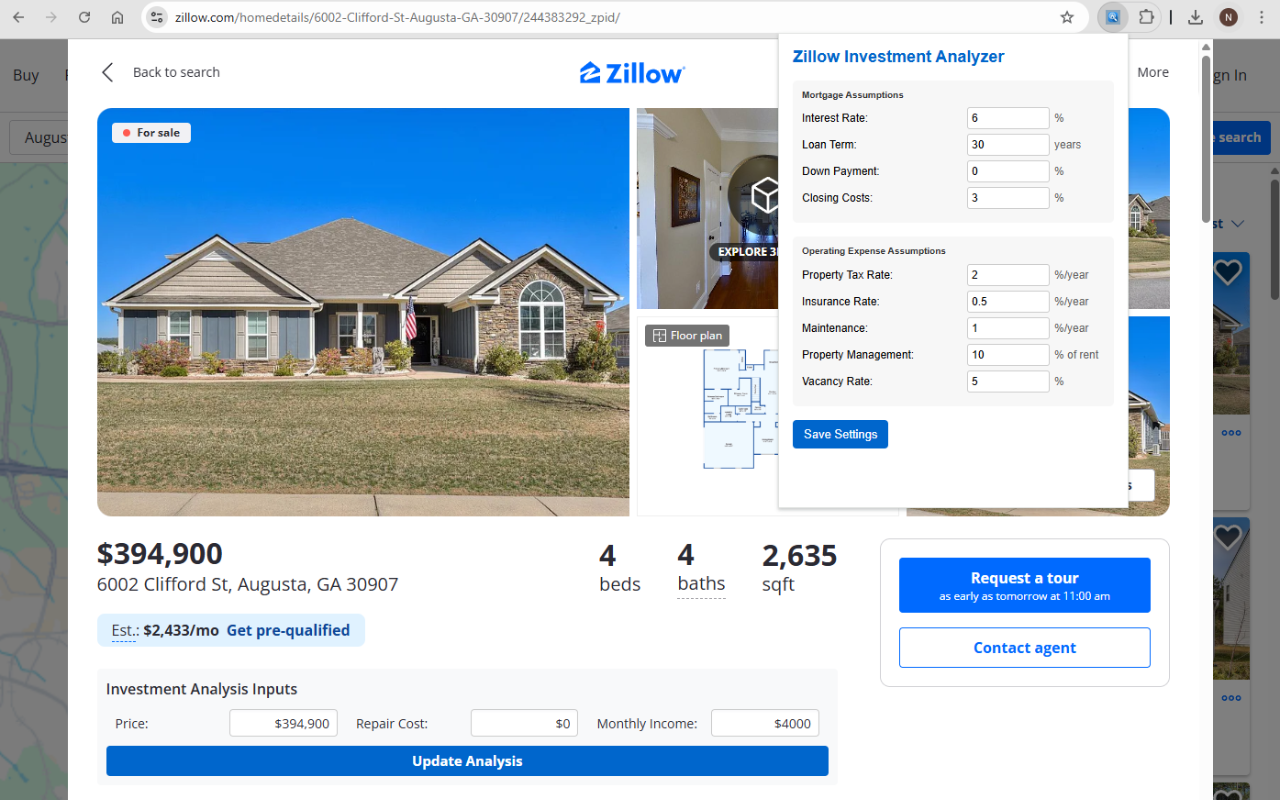 zillow.com/homedetails/6002-Clifford-St-Augusta-GA-30907/244383292_zpid/
N
Buy
gn In
Back to search
Zillow
More
Augus
e search
For sale
EXPLORE 3
Floor plan
st
s
Zillow Investment Analyzer
Mortgage Assumptions
Interest Rate: 6 %
Loan Term: 30 years
Down Payment: 0 %
Closing Costs: 3 %
Operating Expense Assumptions
Property Tax Rate: 2 %/year
Insurance Rate: 0.5 %/year
Maintenance: 1 %/year
Property Management: 10 % of rent
Vacancy Rate: 5 %
Save Settings
$394,900
6002 Clifford St, Augusta, GA 30907
4 beds
4 baths
2,635 sqft
Est.: $2,433/mo Get pre-qualified
Request a tour
as early as tomorrow at 11:00 am
Contact agent
Investment Analysis Inputs
Price: $394,900 Repair Cost: $0 Monthly Income: $4000
Update Analysis